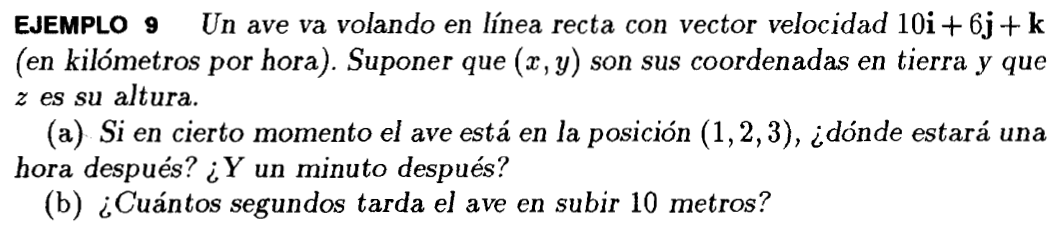 EJEMPLO 9 Un ave va volando en línea recta con vector velocidad 10i + 6j + k
(en kilómetros por hora). Suponer que (x, y) son sus coordenadas en tierra y que
z es su altura.
(a) Si en cierto momento el ave está en la posición (1, 2, 3), ¿dónde estará una
hora después? ¿Y un minuto después?
(b) ¿Cuántos segundos tarda el ave en subir 10 metros?